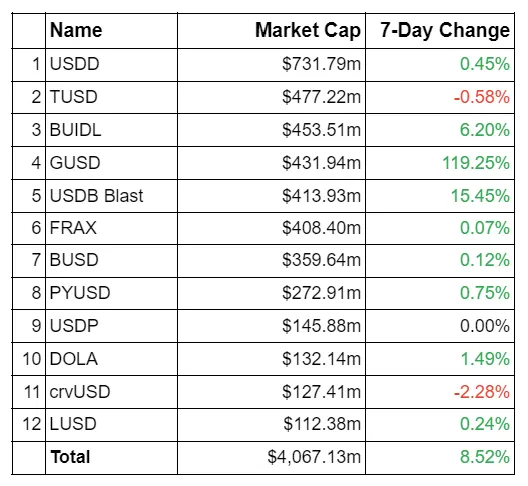 Name Market Cap 7-Day Change
1 USDD $731.79m 0.45%
2 TUSD $477.22m -0.58%
3 BUIDL $453.51m 6.20%
4 GUSD $431.94m 119.25%
5 USDB Blast $413.93m 15.45%
6 FRAX $408.40m 0.07%
7 BUSD $359.64m 0.12%
8 PYUSD $272.91m 0.75%
9 USDP $145.88m 0.00%
10 DOLA $132.14m 1.49%
11 crvUSD $127.41m -2.28%
12 LUSD $112.38m 0.24%
Total $4,067.13m 8.52%